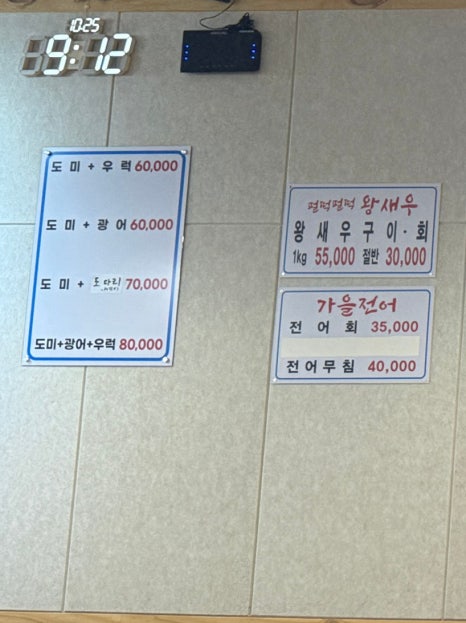 10:25
9:12
도 미 + 우 럭 60,000
도 미 + 광 어 60,000
도 미 + 도다리 70,000
도미+광어+우럭 80,000
펄떡펄떡 왕새우
왕 새 우 구 이 · 회
1kg 55,000 절반 30,000
가을전어
전 어 회 35,000
전어무침 40,000